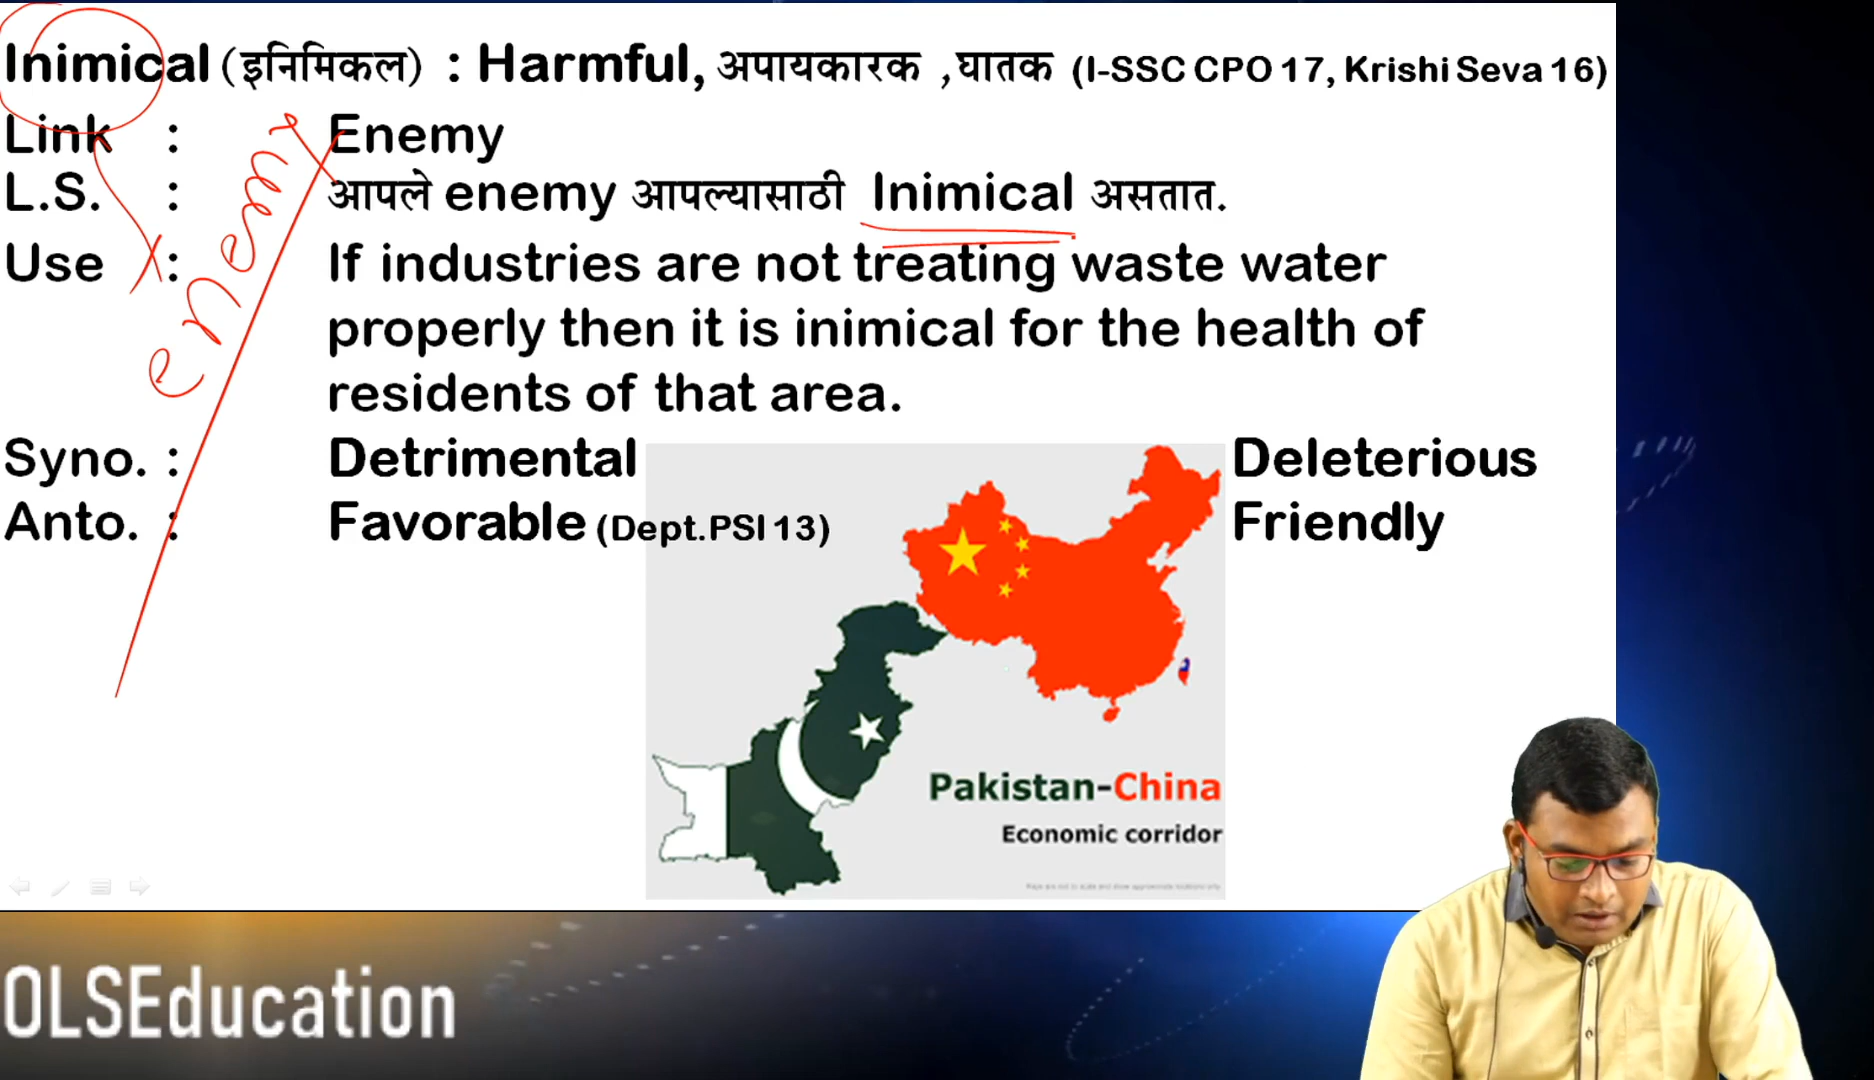 Inimical (इनिमिकल) : Harmful, अपायकारक , घातक (I-SSC CPO 17, Krishi Seva 16)
Link : Enemy
L.S. : आपले enemy आपल्यासाठी Inimical असतात.
Use : If industries are not treating waste water
properly then it is inimical for the health of
residents of that area.
Syno. : Detrimental Deleterious
Anto. : Favorable (Dept.PSI 13) Friendly
enemy
Pakistan-China
Economic corridor
OLSEducation